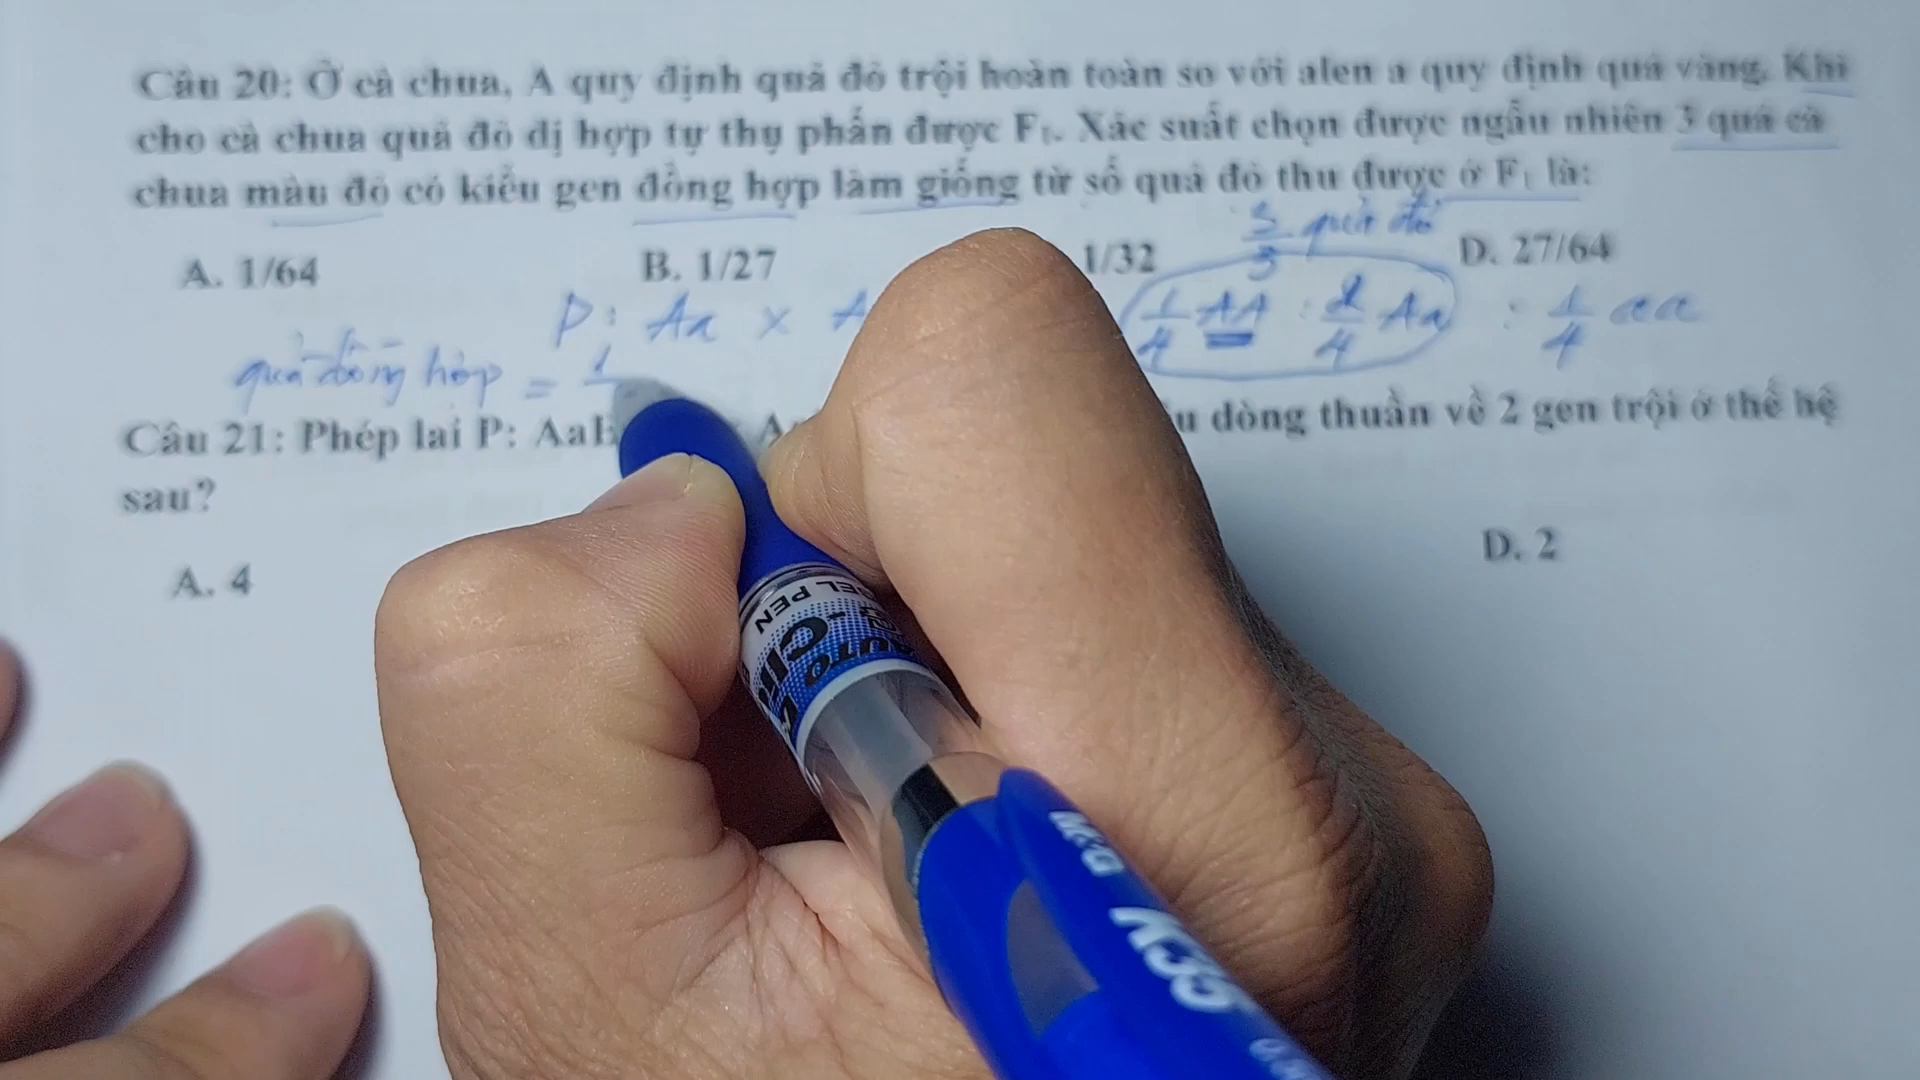 Câu 20: Ở cà chua, A quy định quả đỏ trội hoàn toàn so với alen a quy định quả vàng. Khi
cho cà chua quả đỏ dị hợp tự thụ phấn được F1. Xác suất chọn được ngẫu nhiên 3 quả cà
chua màu đỏ có kiểu gen đồng hợp làm giống từ số quả đỏ thu được ở F1 là:
quả đỏ
A. 1/64 B. 1/27 1/32 D. 27/64
P: Aa × A 1/4 AA : 2/4 Aa : 1/4 aa
quả đồng hợp = 1
Câu 21: Phép lai P: AaB dòng thuần về 2 gen trội ở thế hệ
sau?
A. 4 D. 2
GEL PEN
AUTO
K35